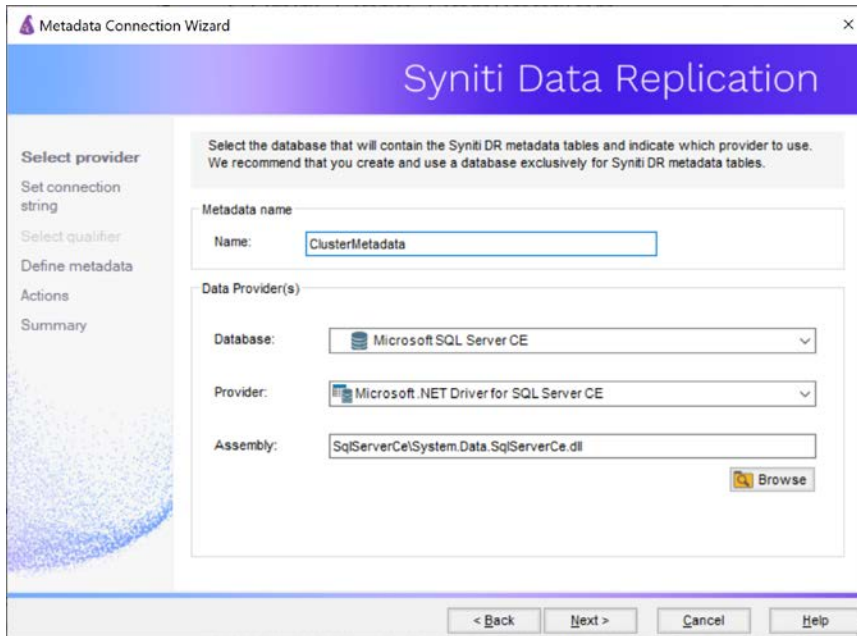 Metadata Connection Wizard
Syniti Data Replication
Select provider
Set connection
string
Select qualifier
Define metadata
Actions
Summary
Select the database that will contain the Syniti DR metadata tables and indicate which provider to use.
We recommend that you create and use a database exclusively for Syniti DR metadata tables.
Metadata name
Name: ClusterMetadata
Data Provider(s)
Database: Microsoft SQL Server CE
Provider: Microsoft .NET Driver for SQL Server CE
Assembly: SqlServerCe\System.Data.SqlServerCe.dll
Browse
< Back Next > Cancel Help